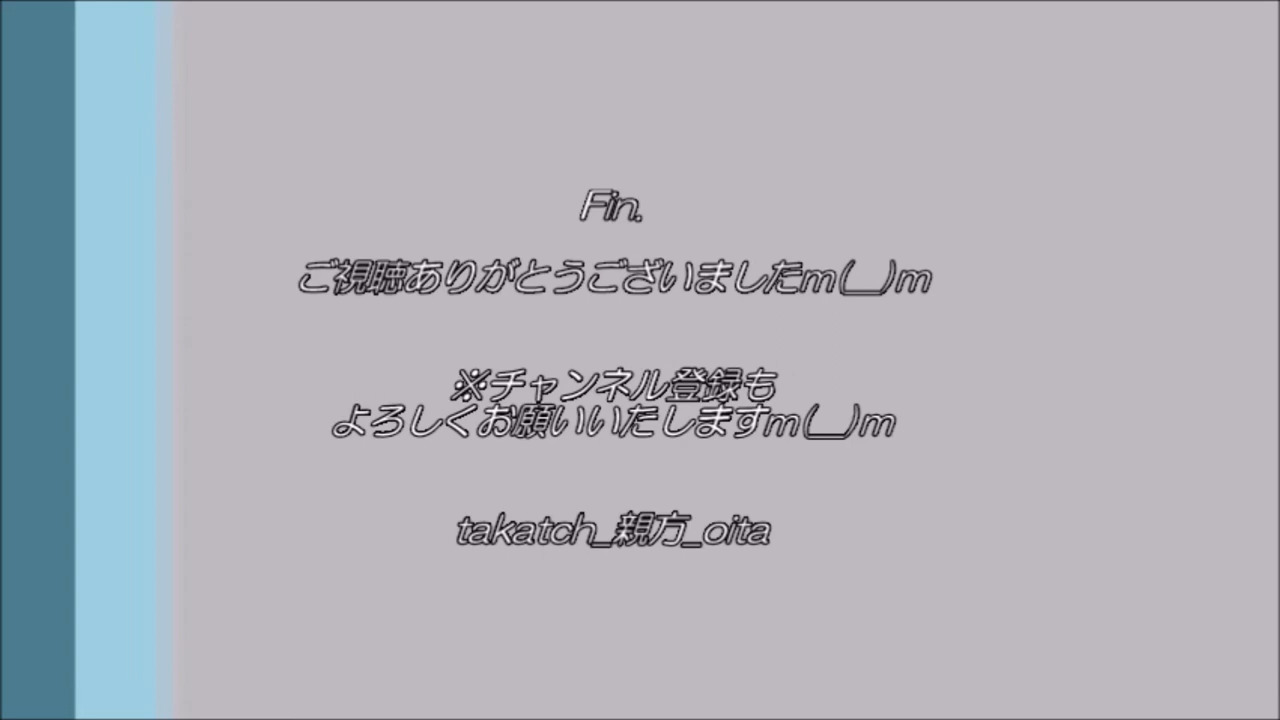 Fin.
ご視聴ありがとうございましたm(__)m
※チャンネル登録も
よろしくお願いいたしますm(__)m
takatch_親方_oita